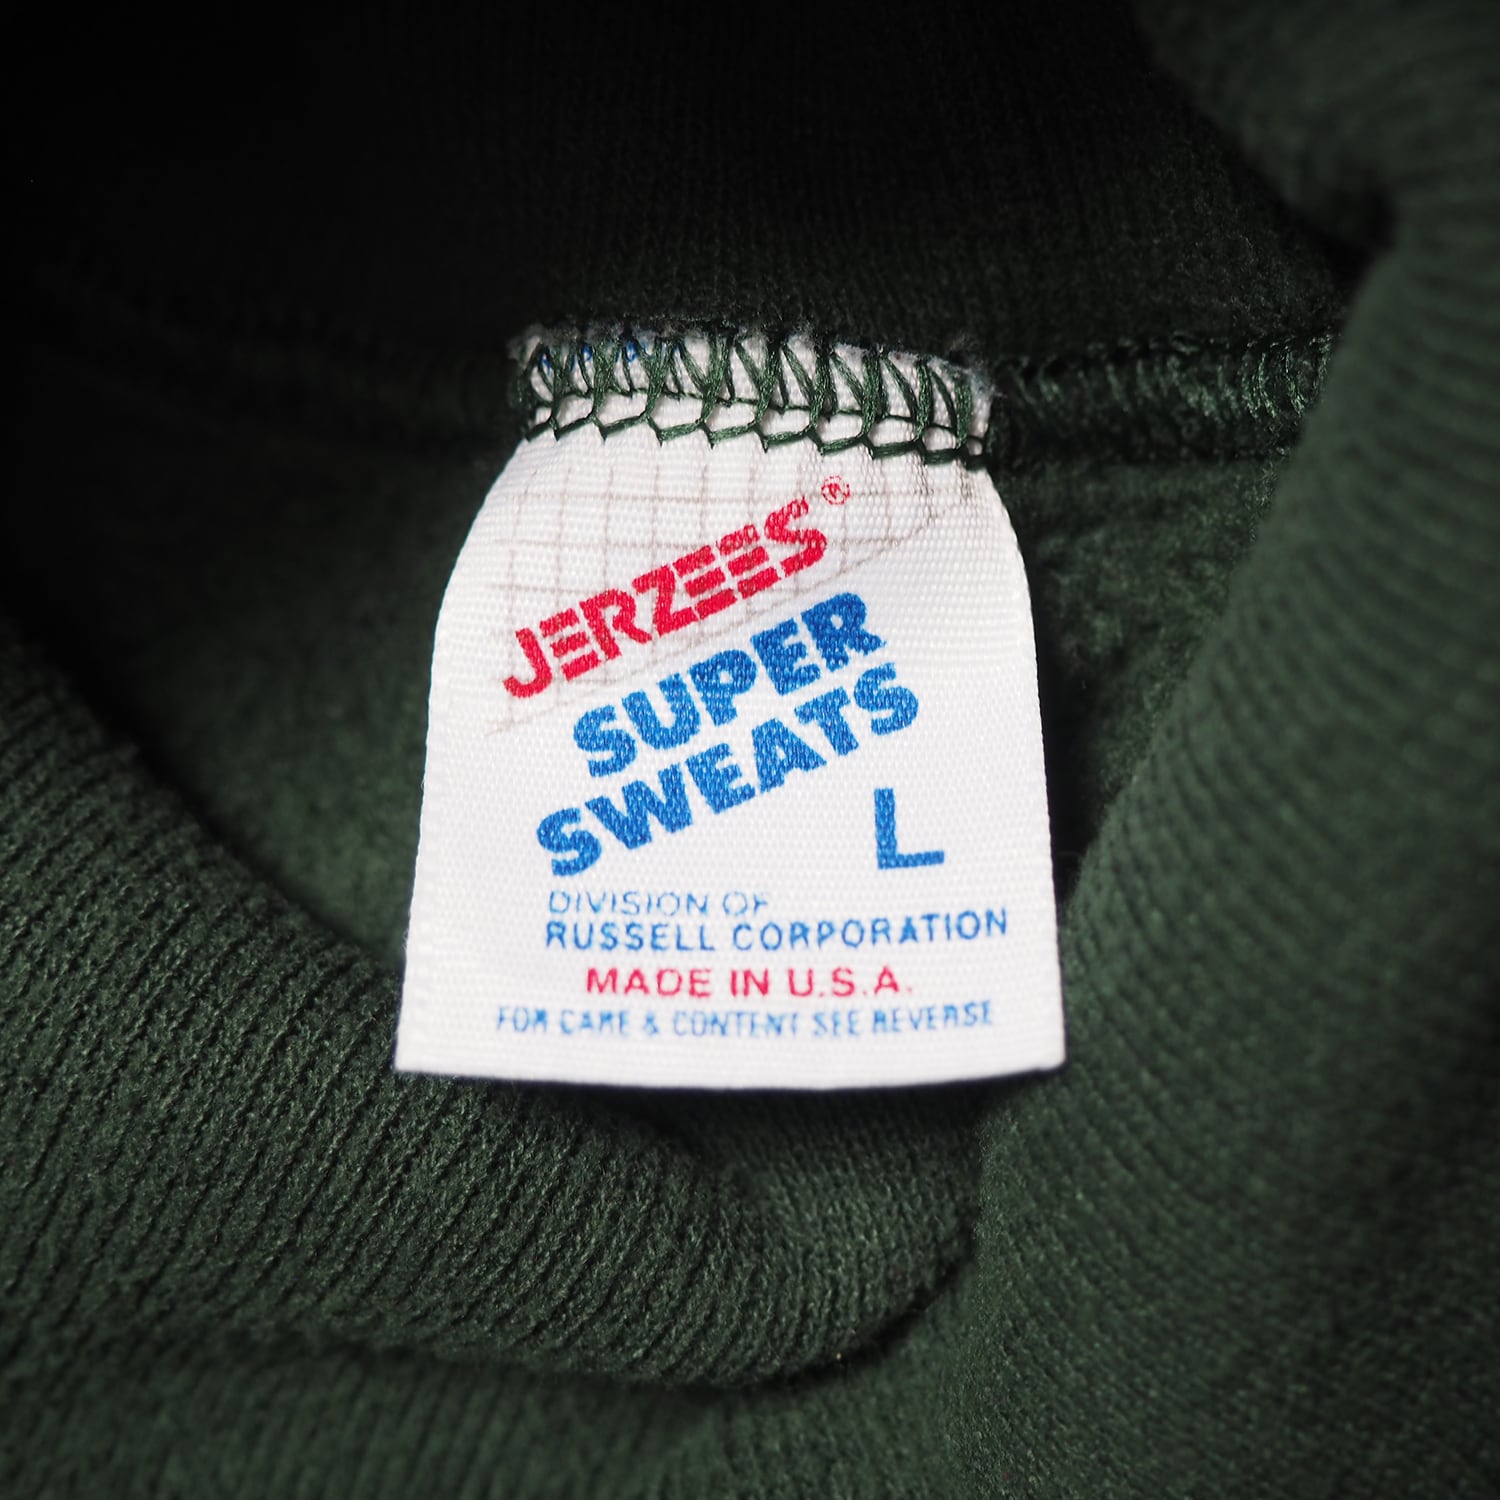 JERZEES®
SUPER
SWEATS
L
DIVISION OF
RUSSELL CORPORATION
MADE IN U.S.A.
FOR CARE & CONTENT SEE REVERSE